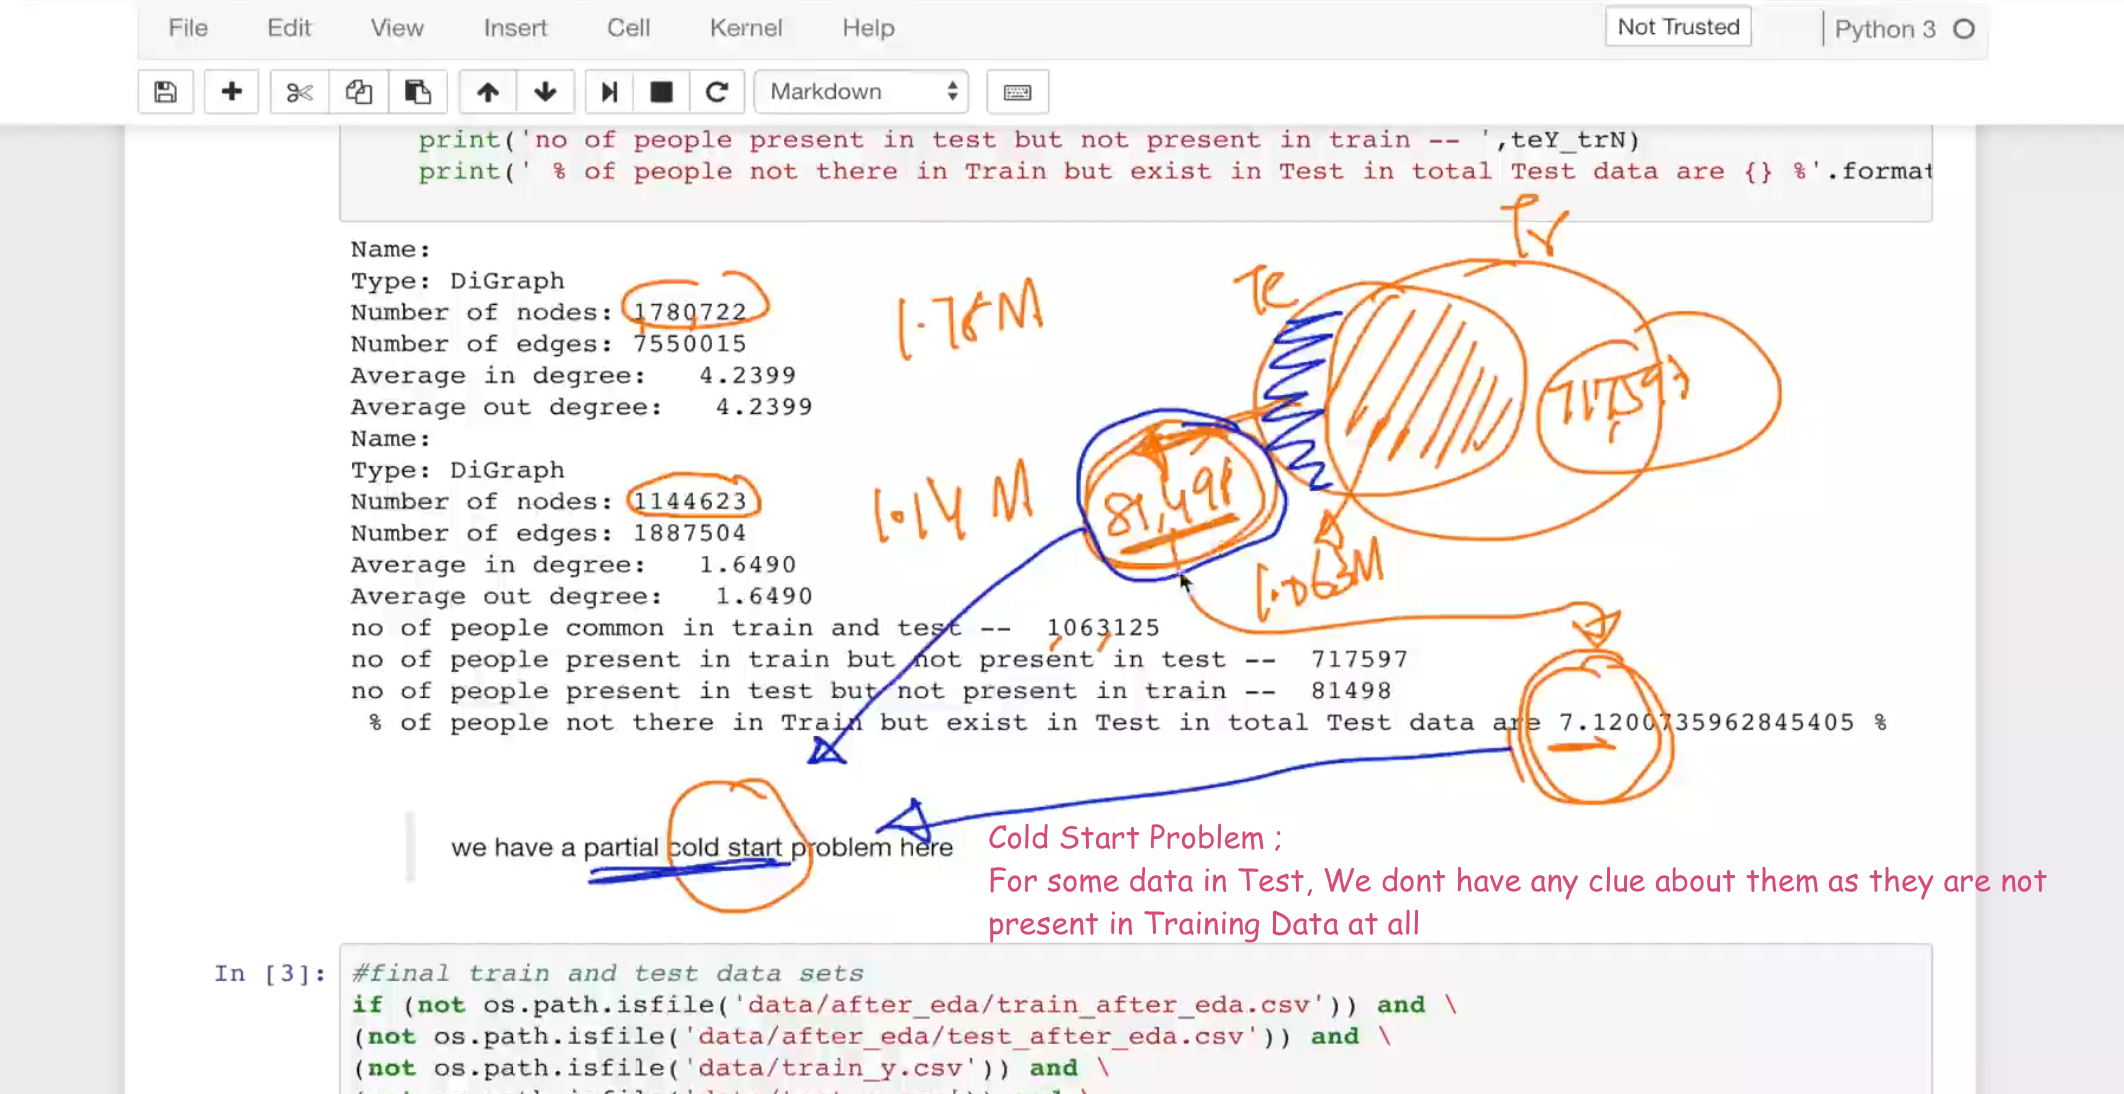 File Edit View Insert Cell Kernel Help Not Trusted Python 3
Markdown
print('no of people present in test but not present in train -- ',teY_trN)
print(' % of people not there in Train but exist in Test in total Test data are {} %'.format
Tr
Name:
Type: DiGraph
Te
Number of nodes: 1780722
1.78M
Number of edges: 7550015
Average in degree: 4.2399
Average out degree: 4.2399
717597
Name:
Type: DiGraph
Number of nodes: 1144623
1.14 M
81,498
Number of edges: 1887504
Average in degree: 1.6490
1.063M
Average out degree: 1.6490
no of people common in train and test -- 1063125
no of people present in train but not present in test -- 717597
no of people present in test but not present in train -- 81498
% of people not there in Train but exist in Test in total Test data are 7.1200735962845405 %
we have a partial cold start problem here
Cold Start Problem ;
For some data in Test, We dont have any clue about them as they are not
present in Training Data at all
In [3]: #final train and test data sets
if (not os.path.isfile('data/after_eda/train_after_eda.csv')) and \
(not os.path.isfile('data/after_eda/test_after_eda.csv')) and \
(not os.path.isfile('data/train_y.csv')) and \